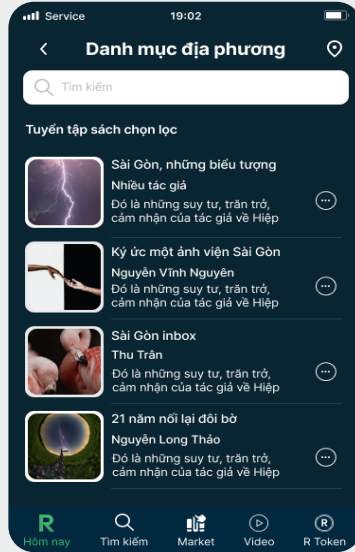 Service 19:02
Danh mục địa phương
Tìm kiếm
Tuyển tập sách chọn lọc
Sài Gòn, những biểu tượng
Nhiều tác giả
Đó là những suy tư, trăn trở,
cảm nhận của tác giả về Hiệp
Ký ức một ảnh viện Sài Gòn
Nguyễn Vĩnh Nguyên
Đó là những suy tư, trăn trở,
cảm nhận của tác giả về Hiệp
Sài Gòn inbox
Thu Trân
Đó là những suy tư, trăn trở,
cảm nhận của tác giả về Hiệp
21 năm nối lại đôi bờ
Nguyễn Long Thảo
Đó là những suy tư, trăn trở,
cảm nhận của tác giả về Hiệp
R R
Hôm nay Tìm kiếm Market Video R Token